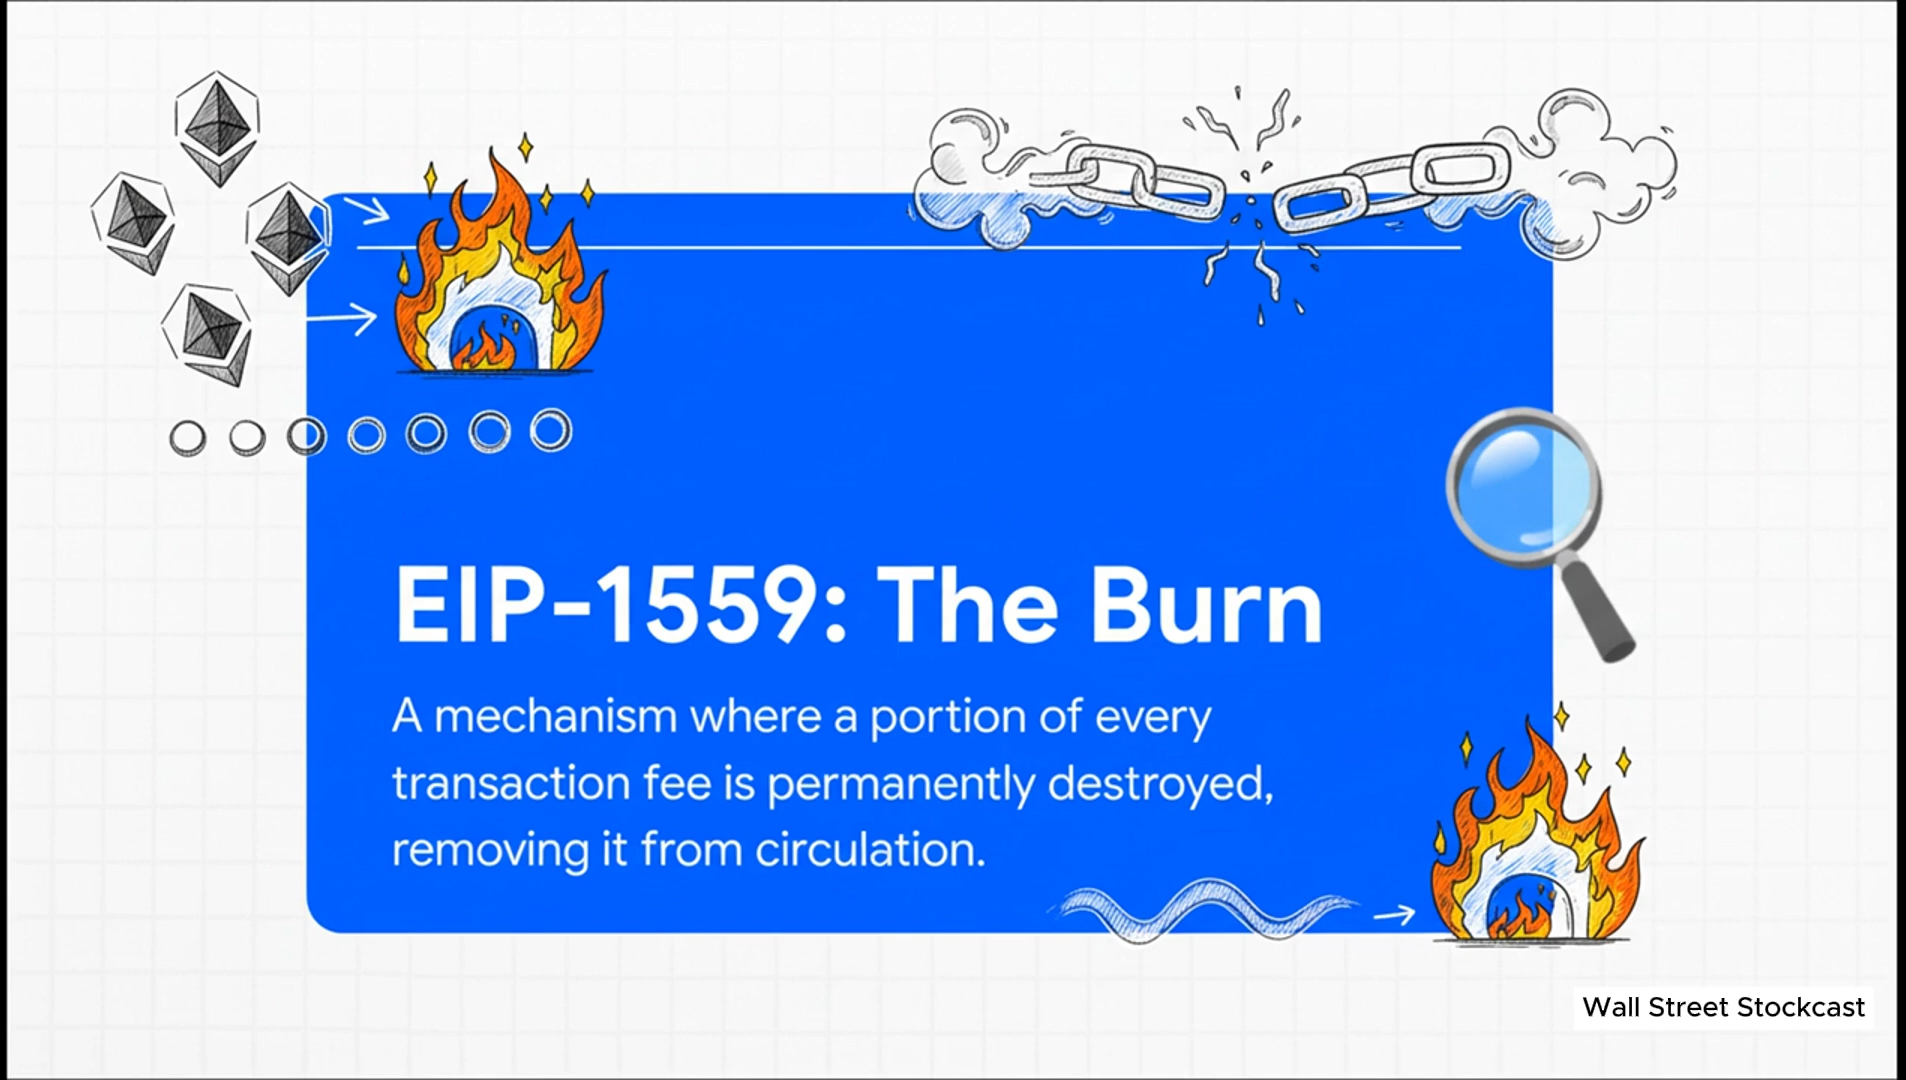 EIP-1559: The Burn
A mechanism where a portion of every
transaction fee is permanently destroyed,
removing it from circulation.
Wall Street Stockcast